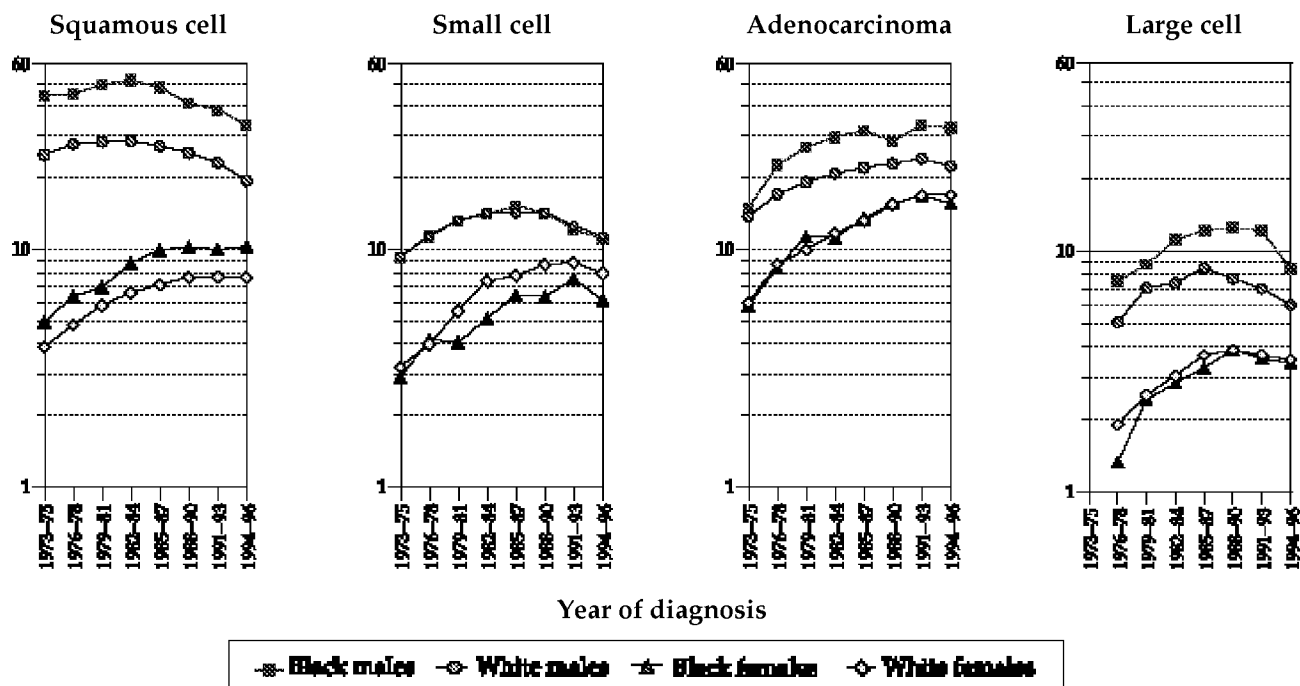 Squamous cell Small cell Adenocarcinoma Large cell
60 60 60 60
10 10 10 10
1 1 1 1
1973–75 1976–78 1979–81 1982–84 1985–87 1988–90 1991–93 1994–96
1973–75 1976–78 1979–81 1982–84 1985–87 1988–90 1991–93 1994–96
1973–75 1976–78 1979–81 1982–84 1985–87 1988–90 1991–93 1994–96
1973–75 1976–78 1979–81 1982–84 1985–87 1988–90 1991–93 1994–96
Year of diagnosis
Black males White males Black females White females